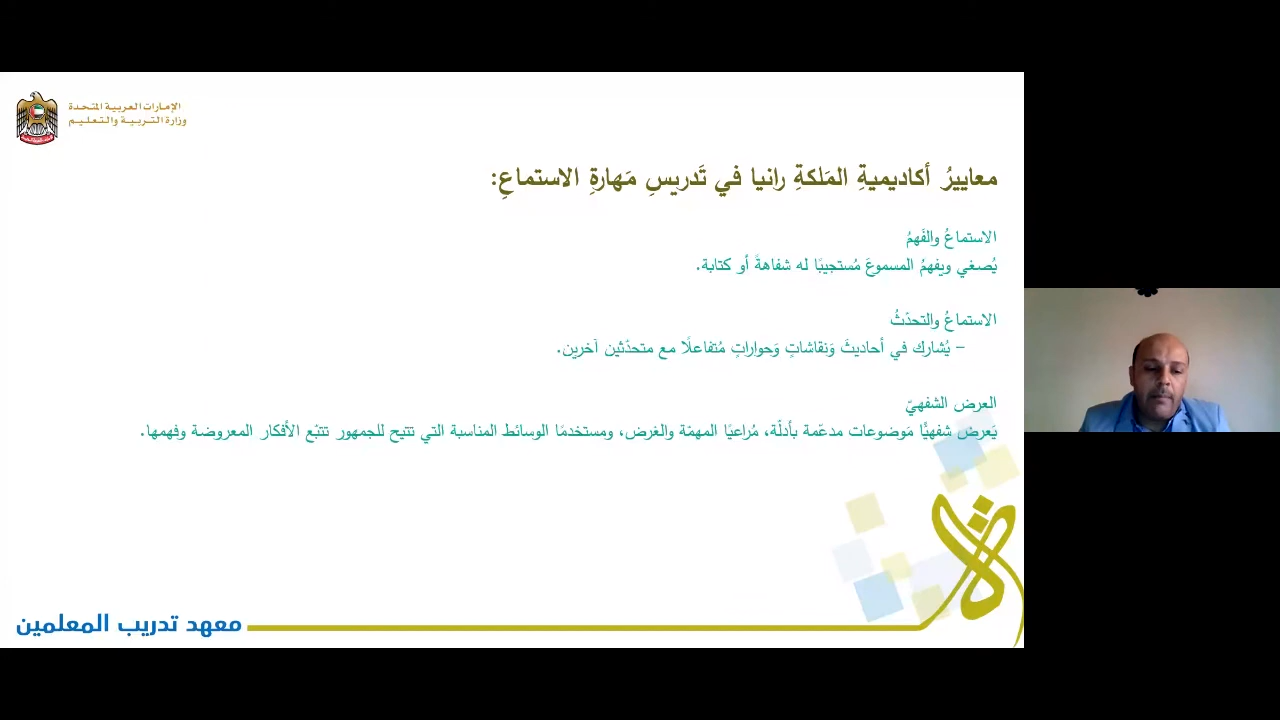 الإمارات العربية المتحدة
وزارة التربية والتعليم
معاييرُ أكاديميةِ المَلكةِ رانيا في تَدريسِ مَهارةِ الاستماعِ:
الاستماعُ والفَهمُ
يُصغي ويفهمُ المسموعَ مُستجيبًا له شفاهةً أو كتابة.
الاستماعُ والتحدّثُ
– يُشارك في أحاديثَ وَنقاشاتٍ وَحواراتٍ مُتفاعلًا مع متحدّثين آخرين.
العرض الشفهيّ
يَعرض شفهيًّا مَوضوعات مدعّمة بأدلّة، مُراعيًا المهمّة والغرض، ومستخدمًا الوسائط المناسبة التي تتيح للجمهور تتبّع الأفكار المعروضة وفهمها.
معهد تدريب المعلمين